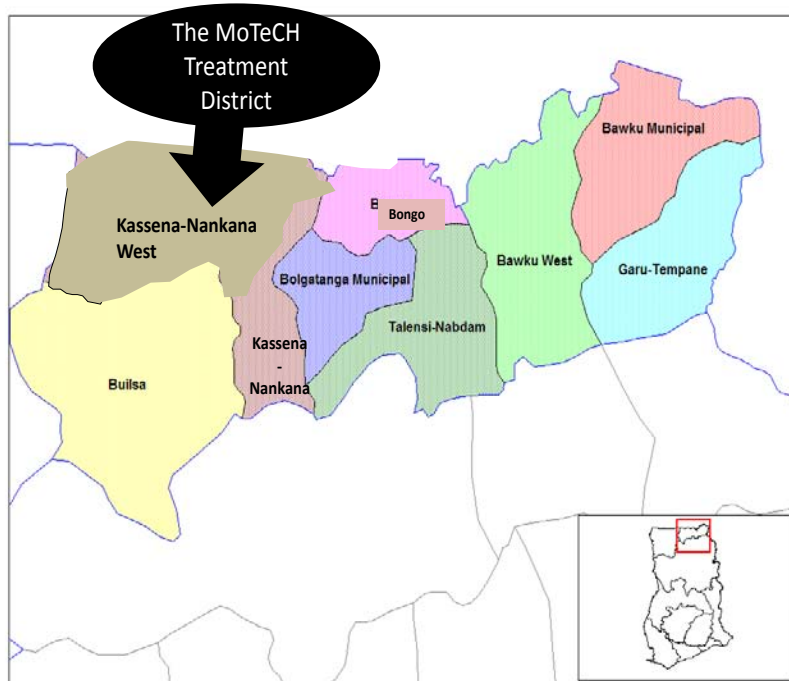 The MoTeCH
Treatment
District
Bawku Municipal
Kassena-Nankana
West
B
Bongo
Bawku West
Garu-Tempane
Bolgatanga Municipal
Talensi-Nabdam
Kassena
-
Nankana
Builsa